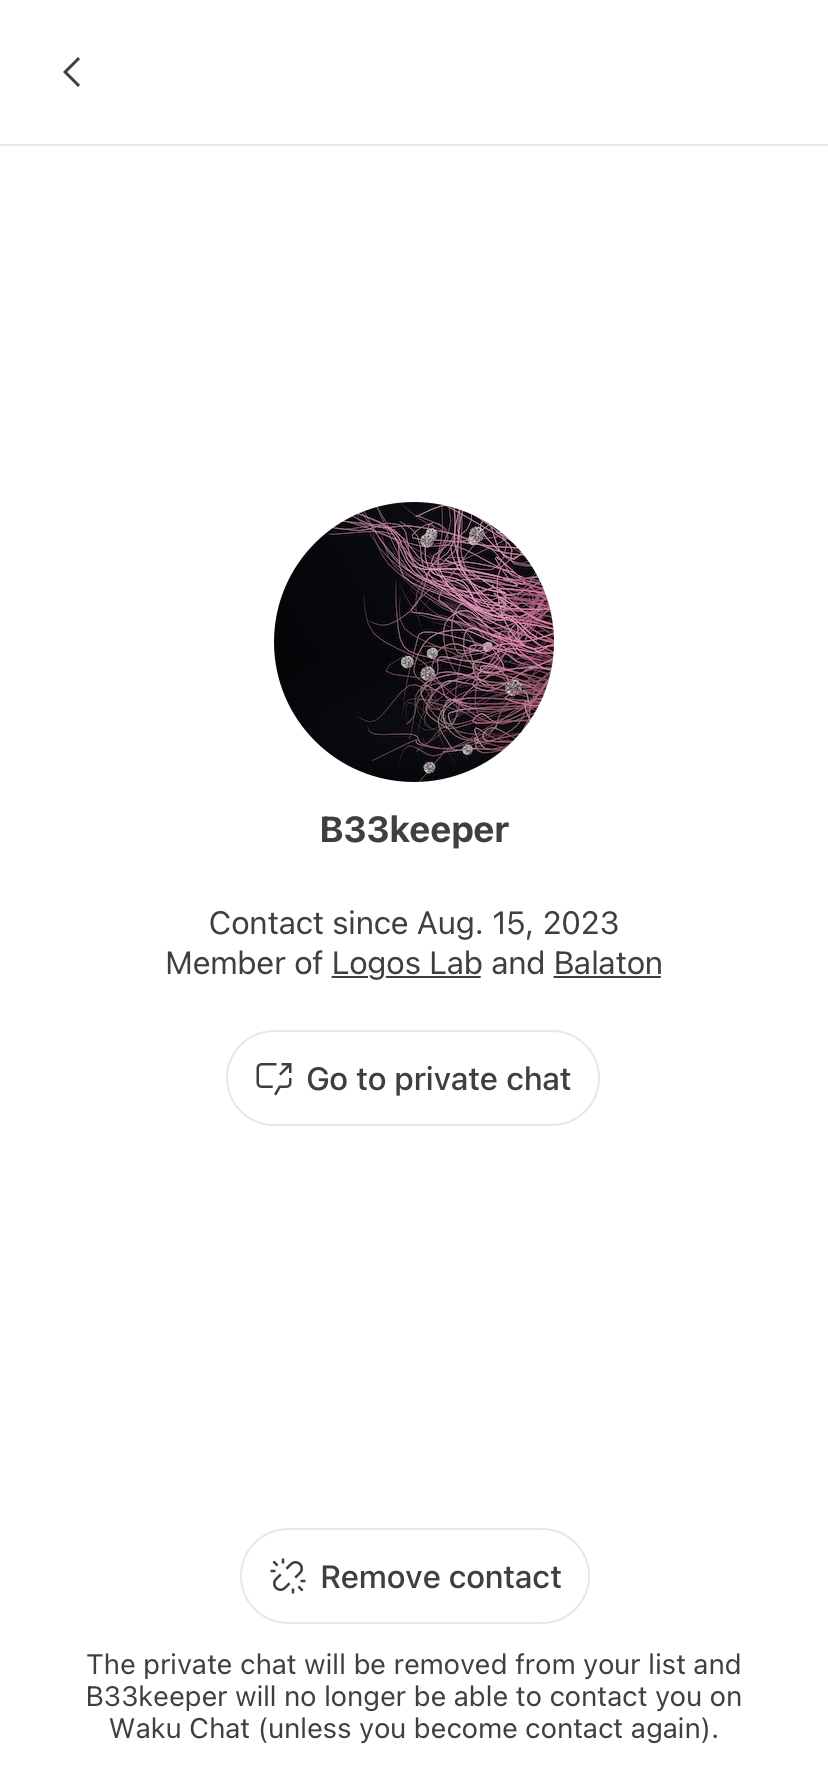 B33keeper
Contact since Aug. 15, 2023
Member of Logos Lab and Balaton
Go to private chat
Remove contact
The private chat will be removed from your list and
B33keeper will no longer be able to contact you on
Waku Chat (unless you become contact again).